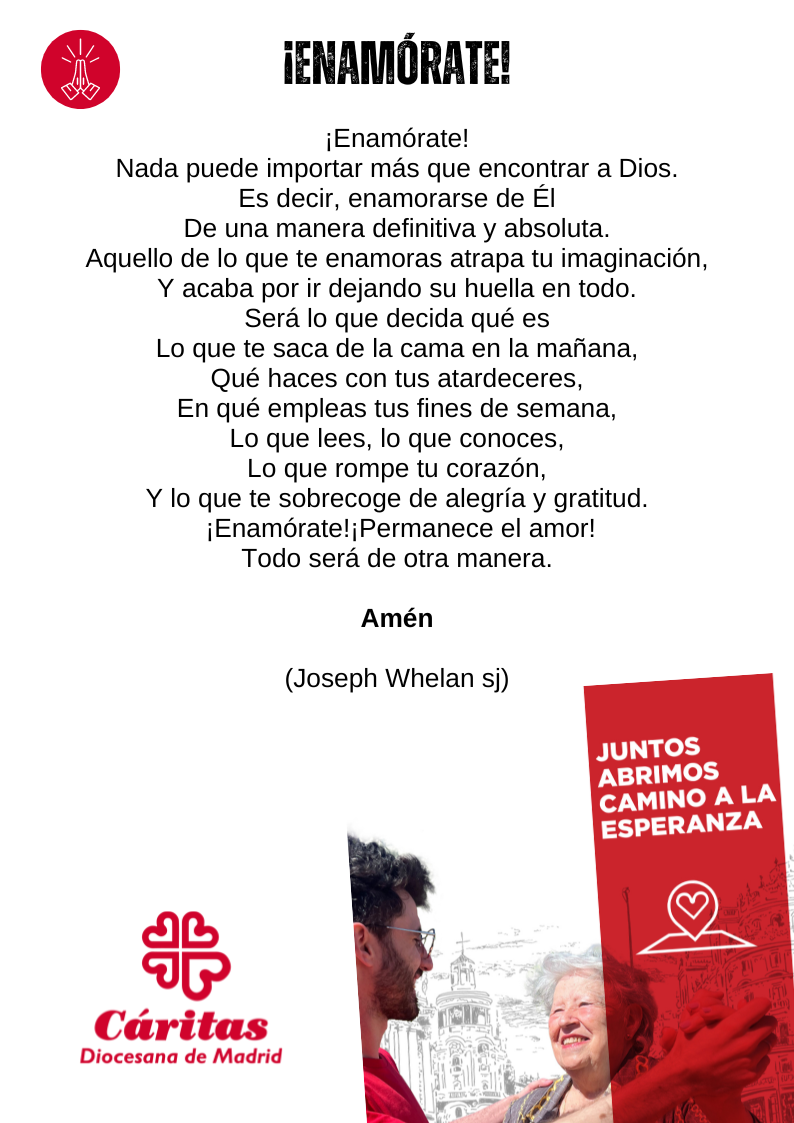 ¡ENAMÓRATE!
¡Enamórate!
Nada puede importar más que encontrar a Dios.
Es decir, enamorarse de Él
De una manera definitiva y absoluta.
Aquello de lo que te enamoras atrapa tu imaginación,
Y acaba por ir dejando su huella en todo.
Será lo que decida qué es
Lo que te saca de la cama en la mañana,
Qué haces con tus atardeceres,
En qué empleas tus fines de semana,
Lo que lees, lo que conoces,
Lo que rompe tu corazón,
Y lo que te sobrecoge de alegría y gratitud.
¡Enamórate!¡Permanece el amor!
Todo será de otra manera.
Amén
(Joseph Whelan sj)
JUNTOS
ABRIMOS
CAMINO A LA
ESPERANZA
Cáritas
Diocesana de Madrid